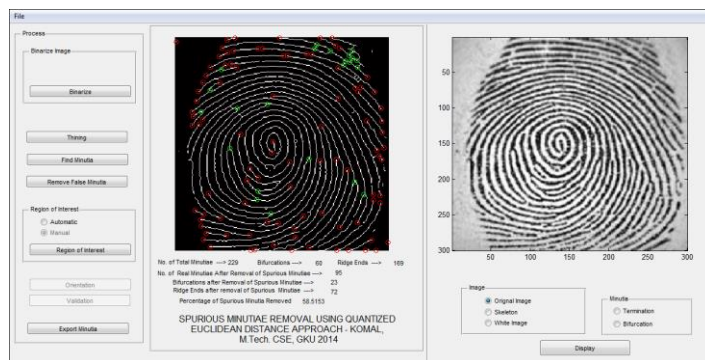 File
Process
Binarize Image
Binarize
Thining
Find Minutia
Remove False Minutia
Region of Interest
Automatic
Manual
Region of Interest
Orientation
Validation
Export Minutia
No. of Total Minutiae ---> 229 Bifurcations ---> 60 Ridge Ends ---> 169
No. of Real Minutiae After Removal of Spurious Minutiae ---> 95
Bifurcations after Removal of Spurious Minutiae ---> 23
Ridge Ends after removal of Spurious Minutiae ---> 72
Percentage of Spurious Minutia Removed 58.5153
SPURIOUS MINUTIAE REMOVAL USING QUANTIZED
EUCLIDEAN DISTANCE APPROACH - KOMAL,
M.Tech. CSE, GKU 2014
50
100
150
200
250
300
50 100 150 200 250 300
Image
Orignal Image
Skeleton
White Image
Minutie
Termination
Bifurcation
Display